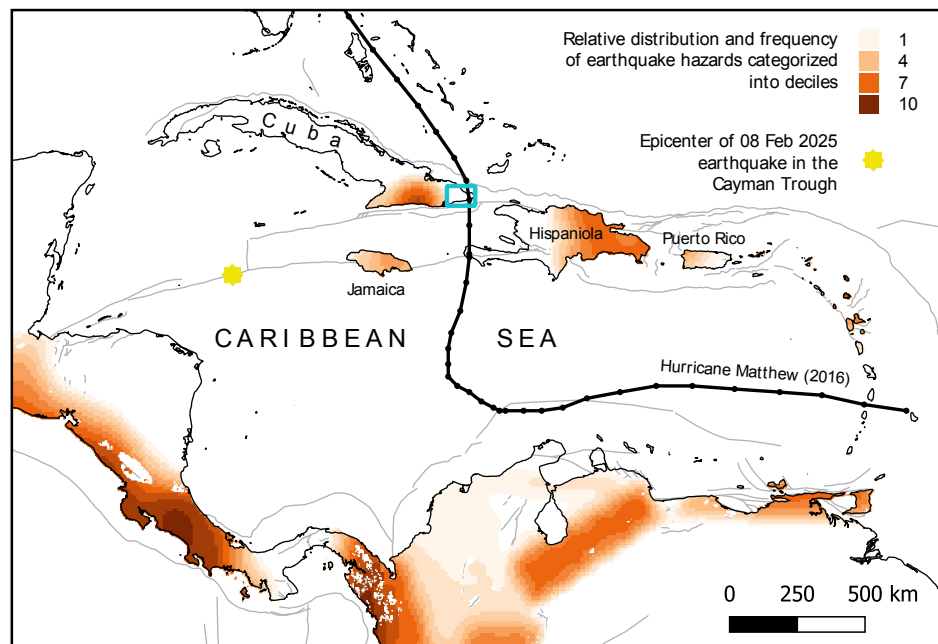 Relative distribution and frequency
of earthquake hazards categorized
into deciles
1
4
7
10
Epicenter of 08 Feb 2025
earthquake in the
Cayman Trough
Cuba
Hispaniola
Puerto Rico
Jamaica
CARIBBEAN SEA
Hurricane Matthew (2016)
0 250 500 km